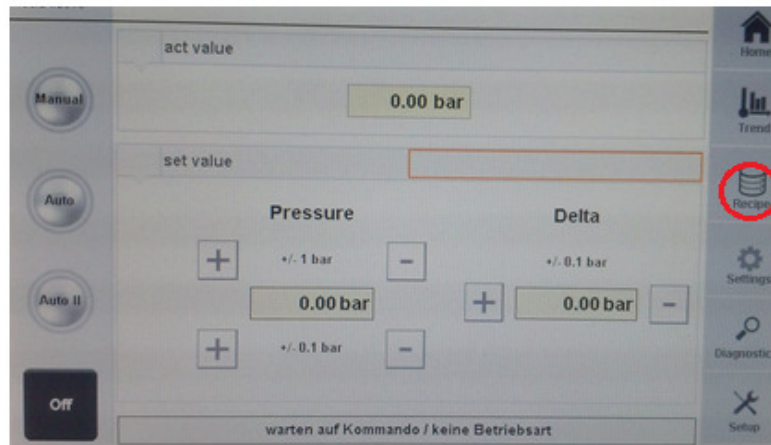 act value
0.00 bar
set value
Pressure
Delta
+/- 1 bar
+/- 0.1 bar
0.00 bar
0.00 bar
+/- 0.1 bar
warten auf Kommando / keine Betriebsart
Manual
Auto
Auto II
Off
Home
Trend
Recipe
Settings
Diagnostic
Setup